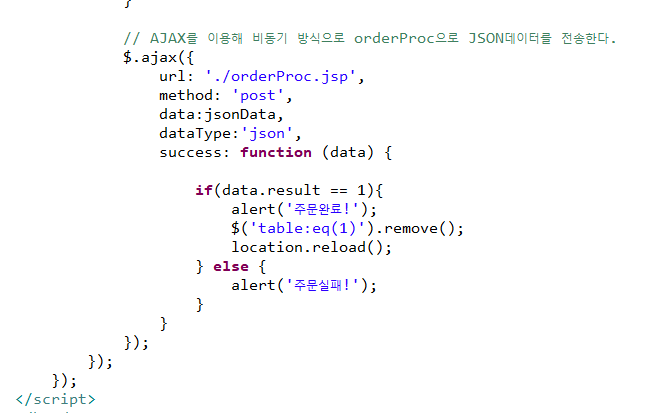 }
// AJAX를 이용해 비동기 방식으로 orderProc으로 JSON데이터를 전송한다.
$.ajax({
url: './orderProc.jsp',
method: 'post',
data:jsonData,
dataType:'json',
success: function (data) {
if(data.result == 1){
alert('주문완료!');
$('table:eq(1)').remove();
location.reload();
} else {
alert('주문실패!');
}
}
});
});
});
</script>